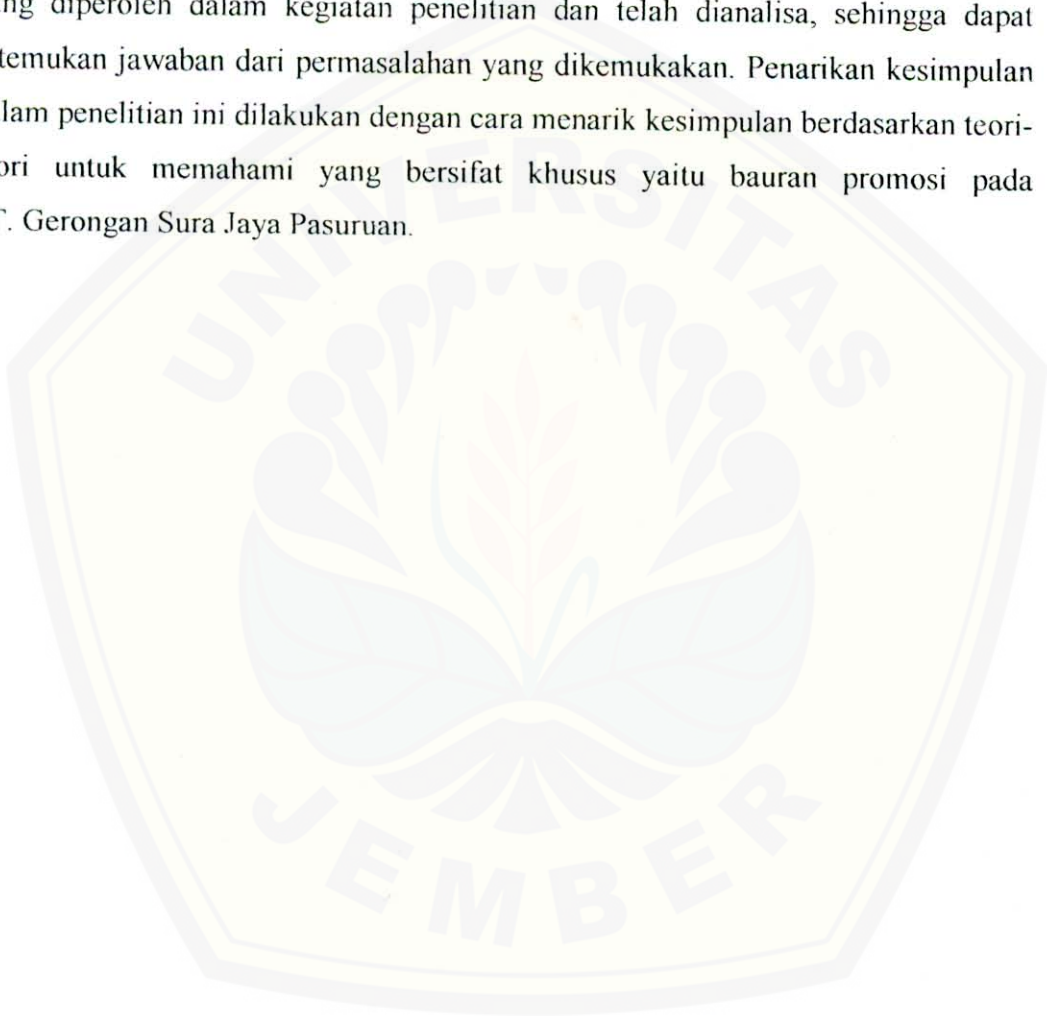 ng diperoleh dalam kegiatan penelitian dan telah dianalisa, sehingga dapat
temukan jawaban dari permasalahan yang dikemukakan. Penarikan kesimpulan
lam penelitian ini dilakukan dengan cara menarik kesimpulan berdasarkan teori-
ori untuk memahami yang bersifat khusus yaitu bauran promosi pada
. Gerongan Sura Jaya Pasuruan.
UNIVERSITAS
JEMBER